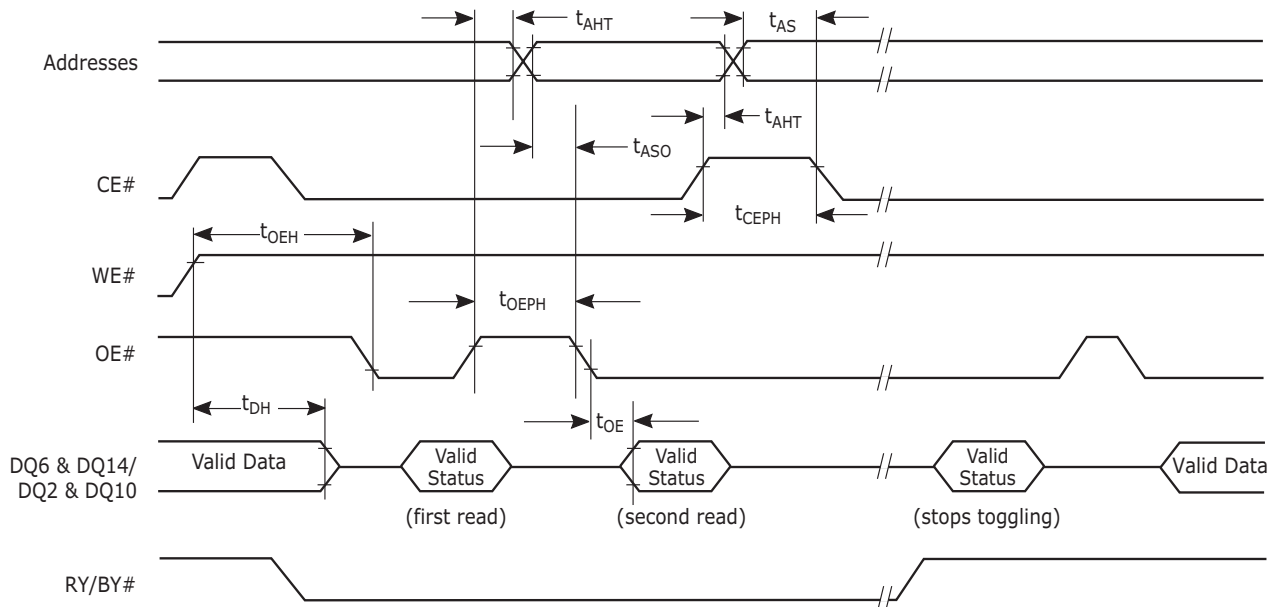 tAHT
tAS
Addresses
tAHT
tASO
CE#
tCEPH
tOEH
WE#
tOEPH
OE#
tDH
tOE
DQ6 & DQ14/
DQ2 & DQ10
Valid Data
Valid
Status
Valid
Status
Valid
Status
Valid Data
(first read)
(second read)
(stops toggling)
RY/BY#